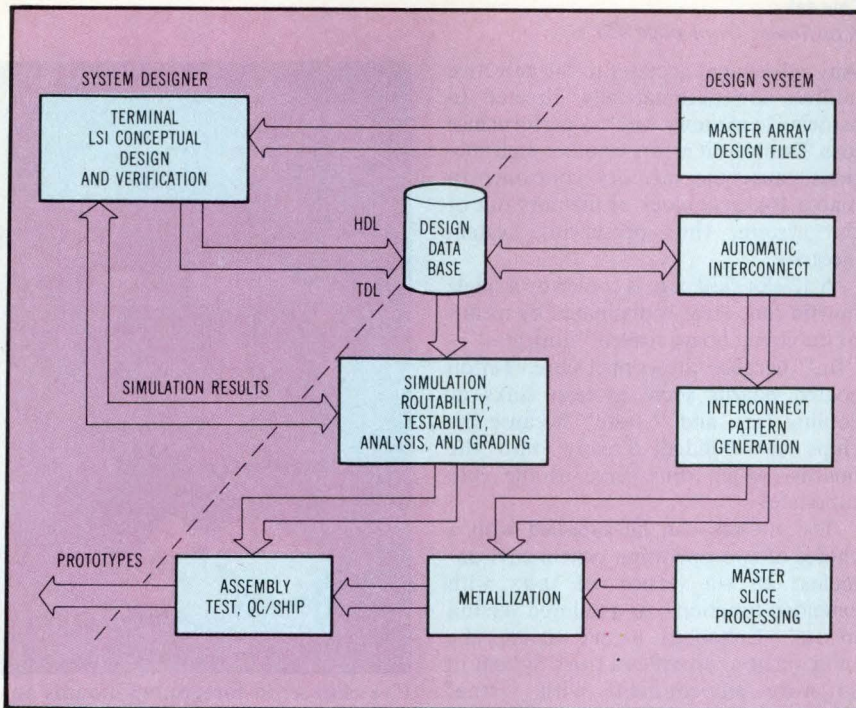 SYSTEM DESIGNER
DESIGN SYSTEM
TERMINAL
LSI CONCEPTUAL
DESIGN
AND VERIFICATION
MASTER ARRAY
DESIGN FILES
HDL
TDL
DESIGN
DATA
BASE
AUTOMATIC
INTERCONNECT
SIMULATION RESULTS
SIMULATION
ROUTABILITY,
TESTABILITY,
ANALYSIS, AND GRADING
INTERCONNECT
PATTERN
GENERATION
PROTOTYPES
ASSEMBLY
TEST, QC/SHIP
METALLIZATION
MASTER
SLICE
PROCESSING